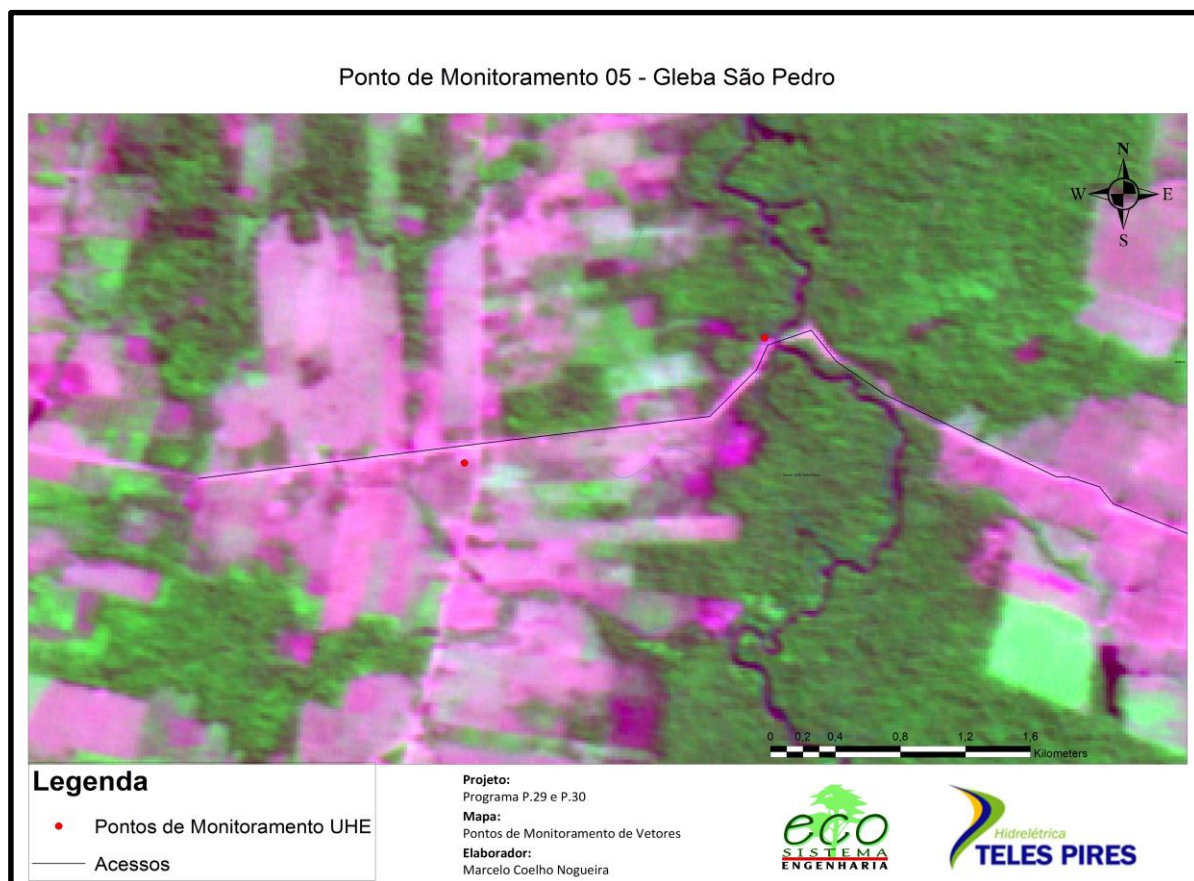 Ponto de Monitoramento 05 - Gleba São Pedro
N
W E
S
0 0,2 0,4 0,8 1,2 1,6
Kilometers
Legenda
Pontos de Monitoramento UHE
Acessos
Projeto:
Programa P.29 e P.30
Mapa:
Pontos de Monitoramento de Vetores
Elaborador:
Marcelo Coelho Nogueira
eco
SISTEMA
ENGENHARIA
Hidrelétrica
TELES PIRES